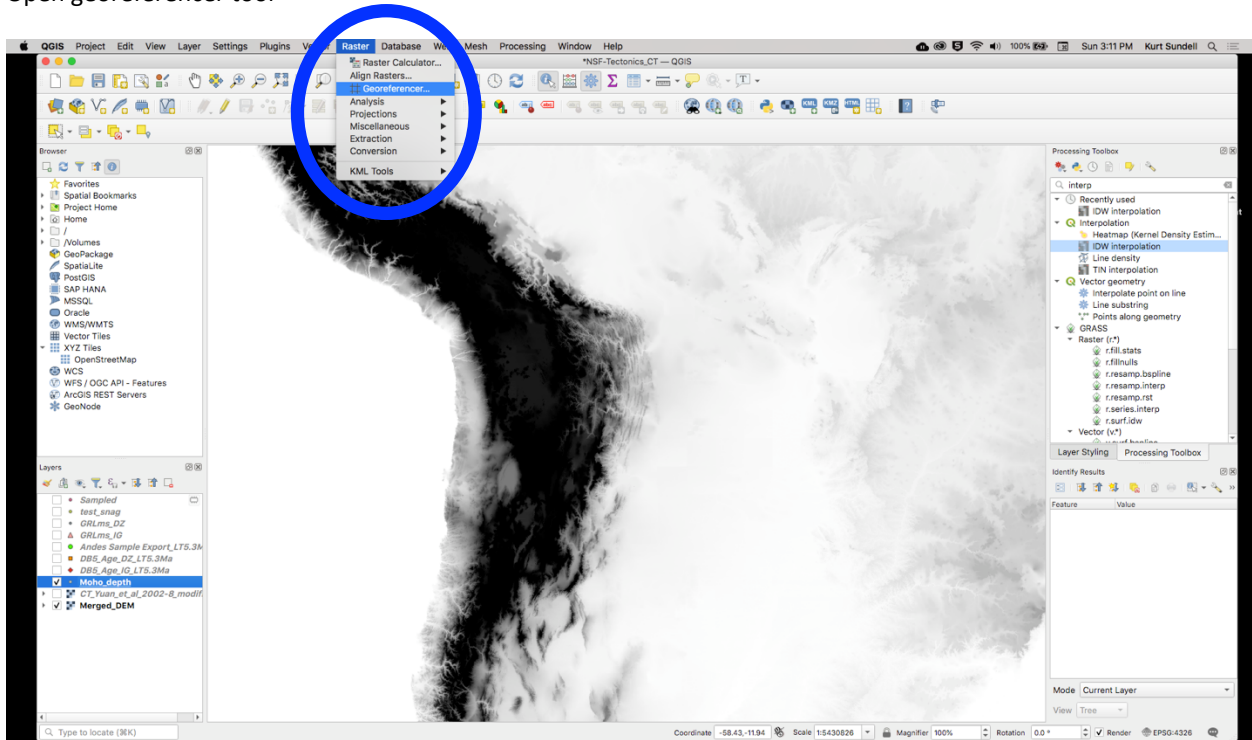 Open georeferencer tool
QGIS Project Edit View Layer Settings Plugins Raster Database Mesh Processing Window Help 100% Sun 3:11 PM Kurt Sundell
*NSF-Tectonics_CT — QGIS
Raster Calculator...
Align Rasters...
Georeferencer...
Analysis
Projections
Miscellaneous
Extraction
Conversion
KML Tools
Browser
Favorites
Spatial Bookmarks
Project Home
Home
/
/Volumes
GeoPackage
SpatiaLite
PostGIS
SAP HANA
MSSQL
Oracle
WMS/WMTS
Vector Tiles
XYZ Tiles
OpenStreetMap
WCS
WFS / OGC API - Features
ArcGIS REST Servers
GeoNode
Layers
Sampled
test_snag
GRLms_DZ
GRLms_IG
Andes Sample Export_LT5.3M
DB5_Age_DZ_LT5.3Ma
DB5_Age_IG_LT5.3Ma
Moho_depth
CT_Yuan_et_al_2002-8_modif
Merged_DEM
Processing Toolbox
interp
Recently used
IDW interpolation
Interpolation
Heatmap (Kernel Density Estim...
IDW interpolation
Line density
TIN interpolation
Vector geometry
Interpolate point on line
Line substring
Points along geometry
GRASS
Raster (r.*)
r.fill.stats
r.fillnulls
r.resamp.bspline
r.resamp.interp
r.resamp.rst
r.series.interp
r.surf.idw
Vector (v.*)
Layer Styling Processing Toolbox
Identify Results
Feature Value
Mode Current Layer
View Tree
Type to locate (⌘K) Coordinate -58.43,-11.94 Scale 1:5430826 Magnifier 100% Rotation 0.0 ° Render EPSG:4326